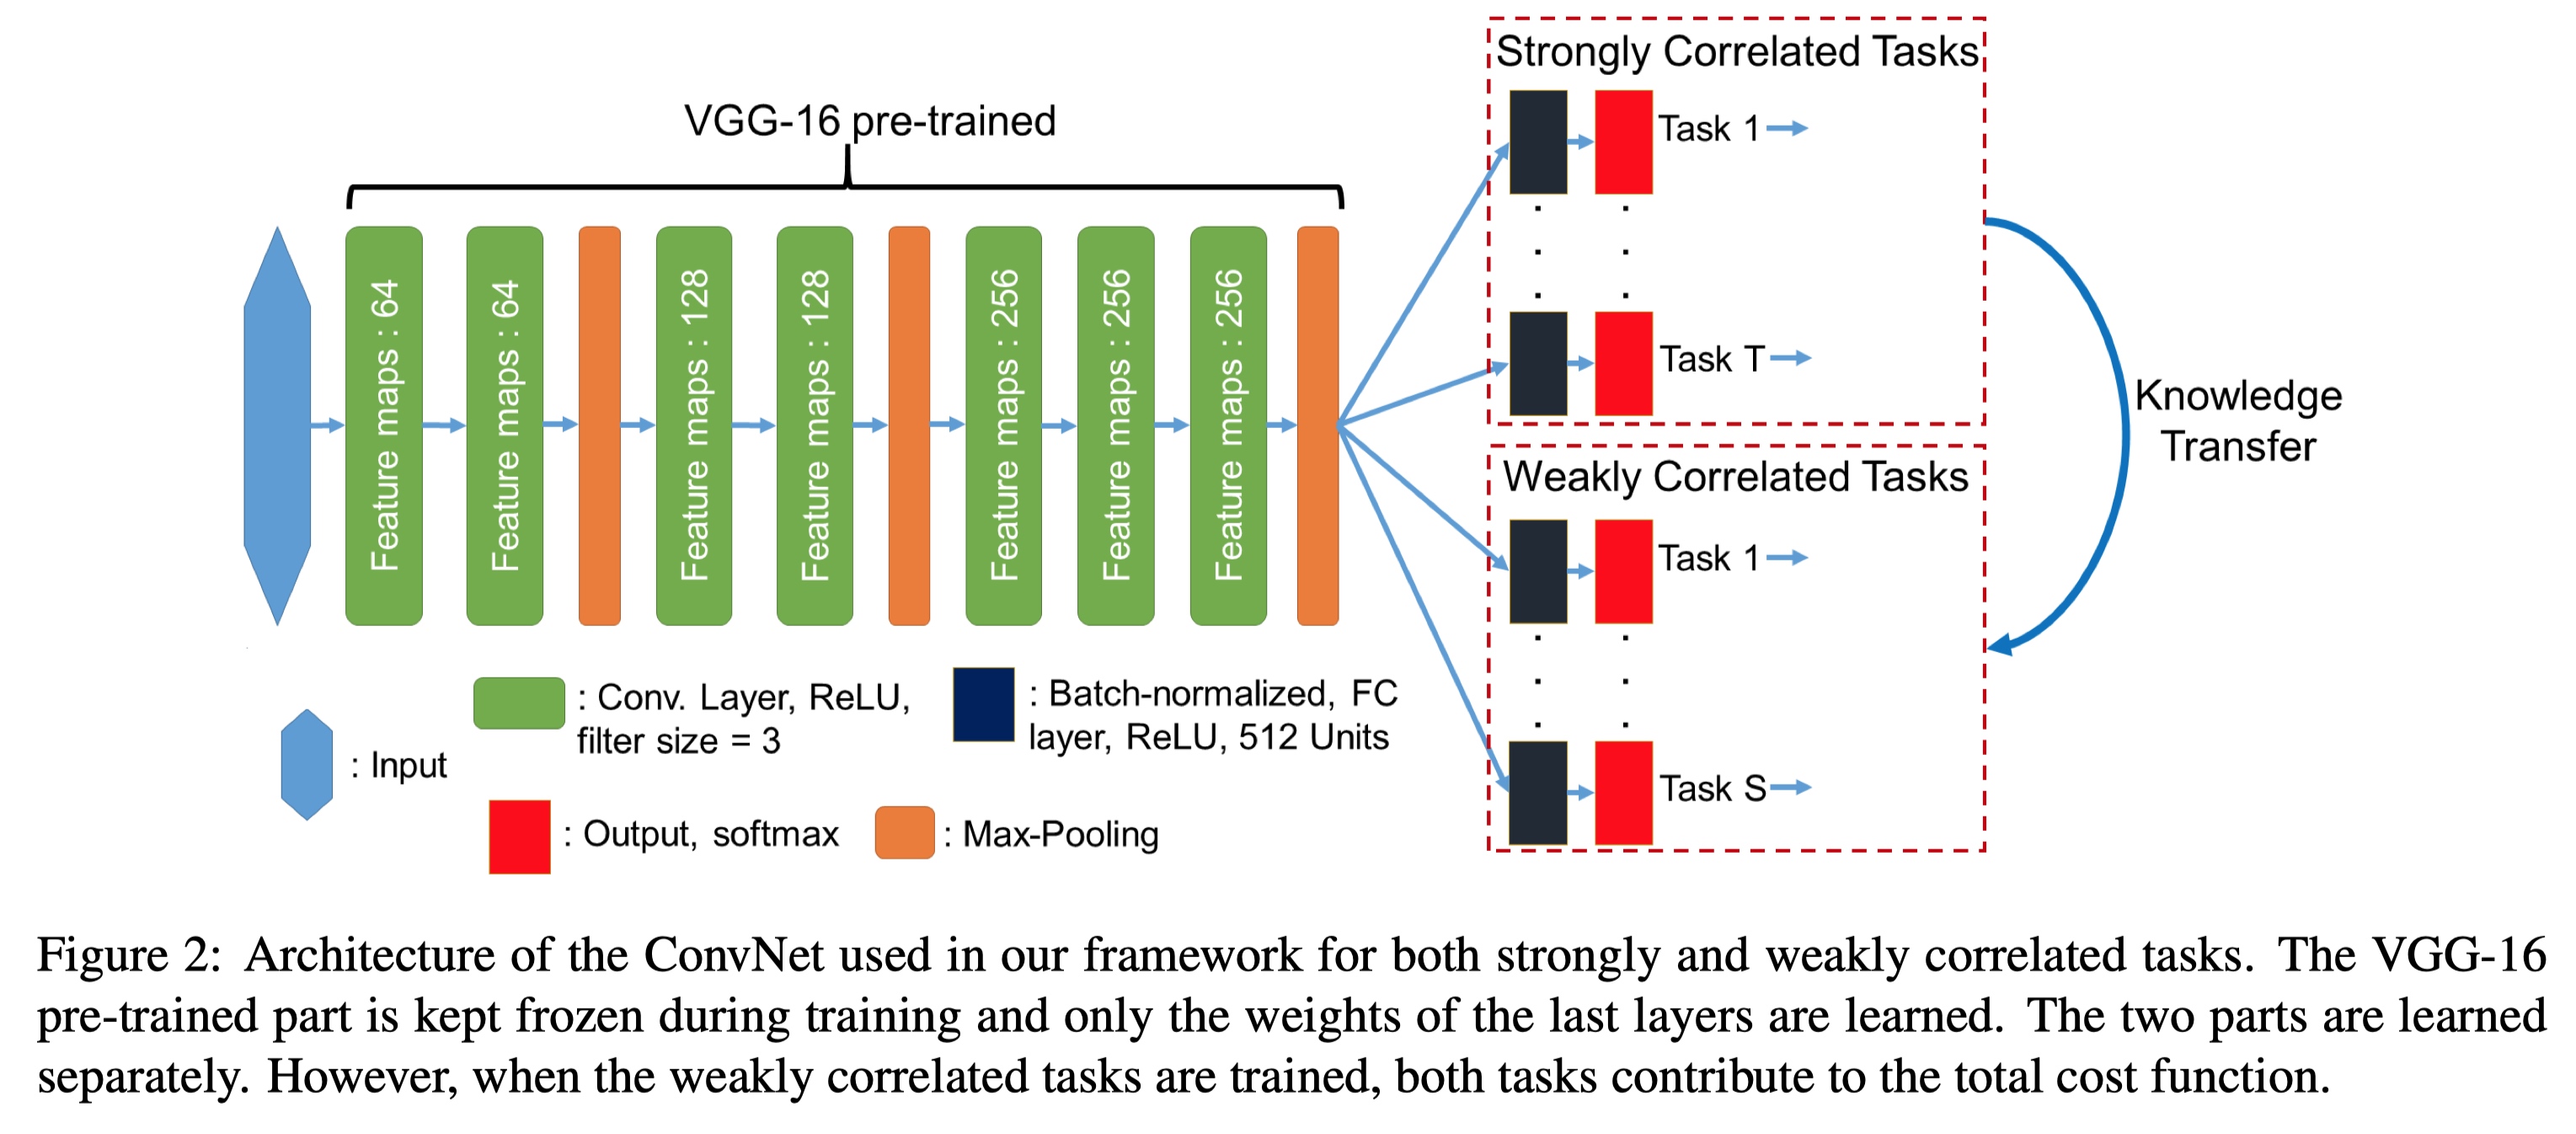 Strongly Correlated Tasks
VGG-16 pre-trained
Task 1
Task T
Feature maps : 64
Feature maps : 64
Feature maps : 128
Feature maps : 128
Feature maps : 256
Feature maps : 256
Feature maps : 256
Knowledge
Transfer
Weakly Correlated Tasks
Task 1
Task S
: Input
: Conv. Layer, ReLU,
filter size = 3
: Batch-normalized, FC
layer, ReLU, 512 Units
: Output, softmax
: Max-Pooling
Figure 2: Architecture of the ConvNet used in our framework for both strongly and weakly correlated tasks. The VGG-16
pre-trained part is kept frozen during training and only the weights of the last layers are learned. The two parts are learned
separately. However, when the weakly correlated tasks are trained, both tasks contribute to the total cost function.